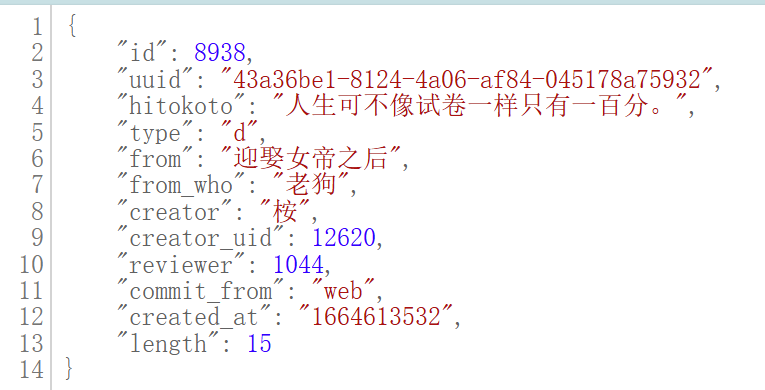 1 {
2 "id": 8938,
3 "uuid": "43a36be1-8124-4a06-af84-045178a75932",
4 "hitokoto": "人生可不像试卷一样只有一百分。",
5 "type": "d",
6 "from": "迎娶女帝之后",
7 "from_who": "老狗",
8 "creator": "桉",
9 "creator_uid": 12620,
10 "reviewer": 1044,
11 "commit_from": "web",
12 "created_at": "1664613532",
13 "length": 15
14 }